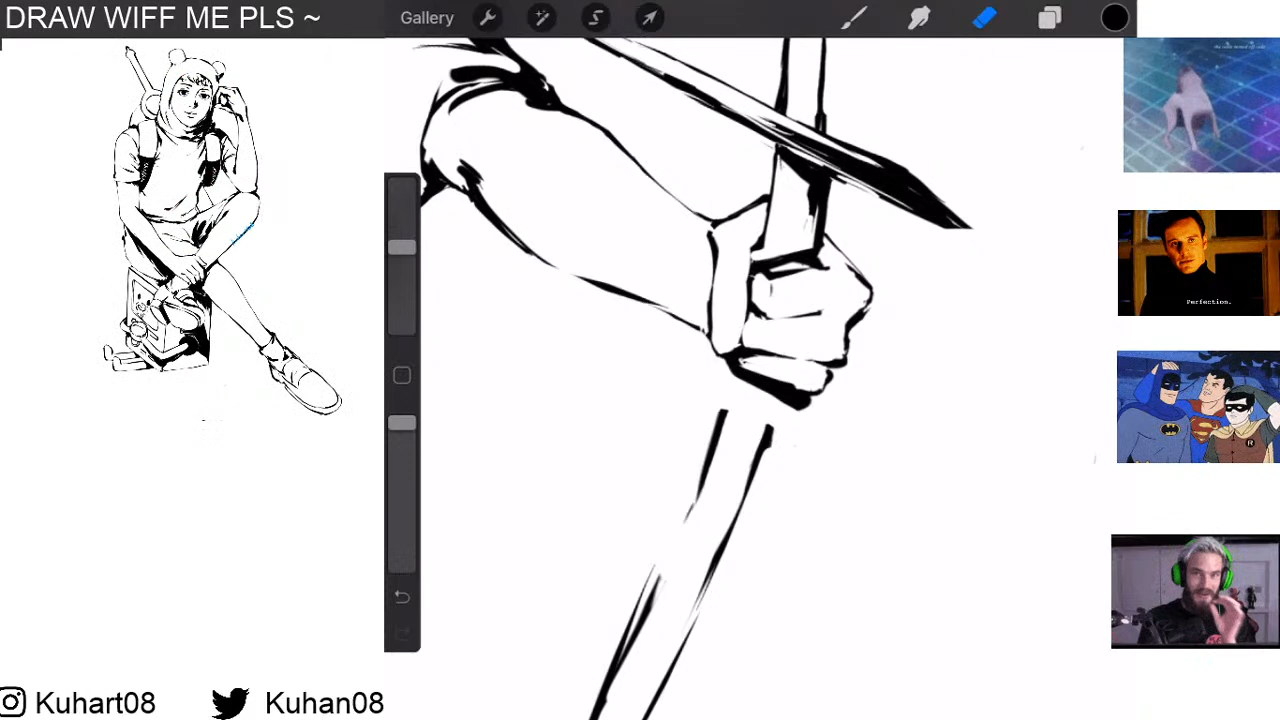 DRAW WIFF ME PLS ~
Gallery
Perfection.
R
Kuhart08
Kuhan08